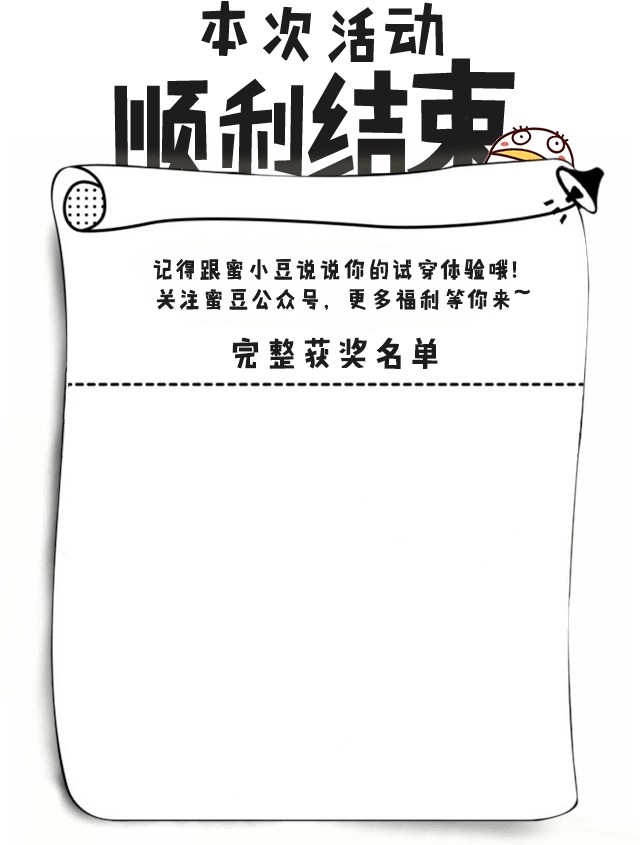 本次活动
顺利结束
记得跟蜜小豆说说你的试穿体验哦!
关注蜜豆公众号，更多福利等你来~
完整获奖名单